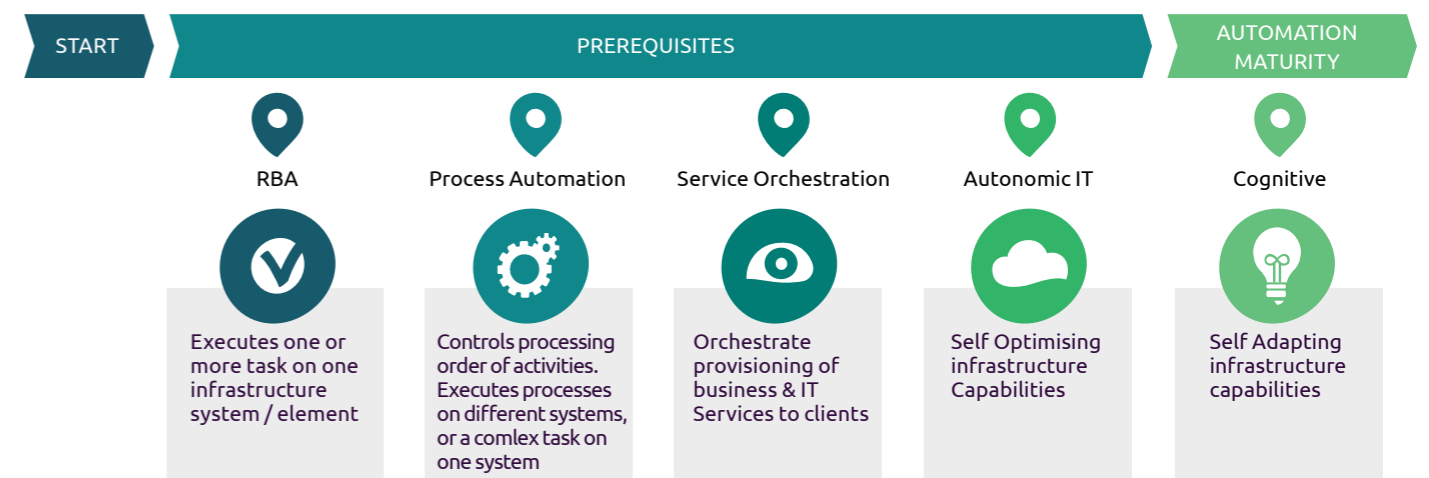 START
PREREQUISITES
AUTOMATION
MATURITY
RBA
Process Automation
Service Orchestration
Autonomic IT
Cognitive
Executes one or
more task on one
infrastructure
system / element
Controls processing
order of activities.
Executes processes
on different systems,
or a comlex task on
one system
Orchestrate
provisioning of
business & IT
Services to clients
Self Optimising
infrastructure
Capabilities
Self Adapting
infrastructure
capabilities